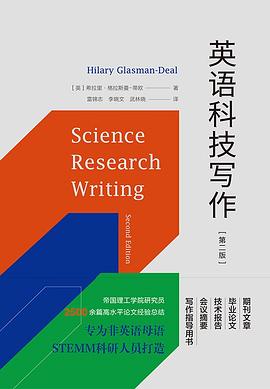 Hilary Glasman-Deal
[英] 希拉里·格拉斯曼-蒂欧 著
雷锦志 李晓文 武林晓 译
英语科技写作
[第二版]
Science
Research
Writing
Second Edition
帝国理工学院研究员
2500余篇高水平论文经验总结
专为非英语母语
STEMM科研人员打造
期刊文章
毕业论文
技术报告
会议摘要
写作指导用书